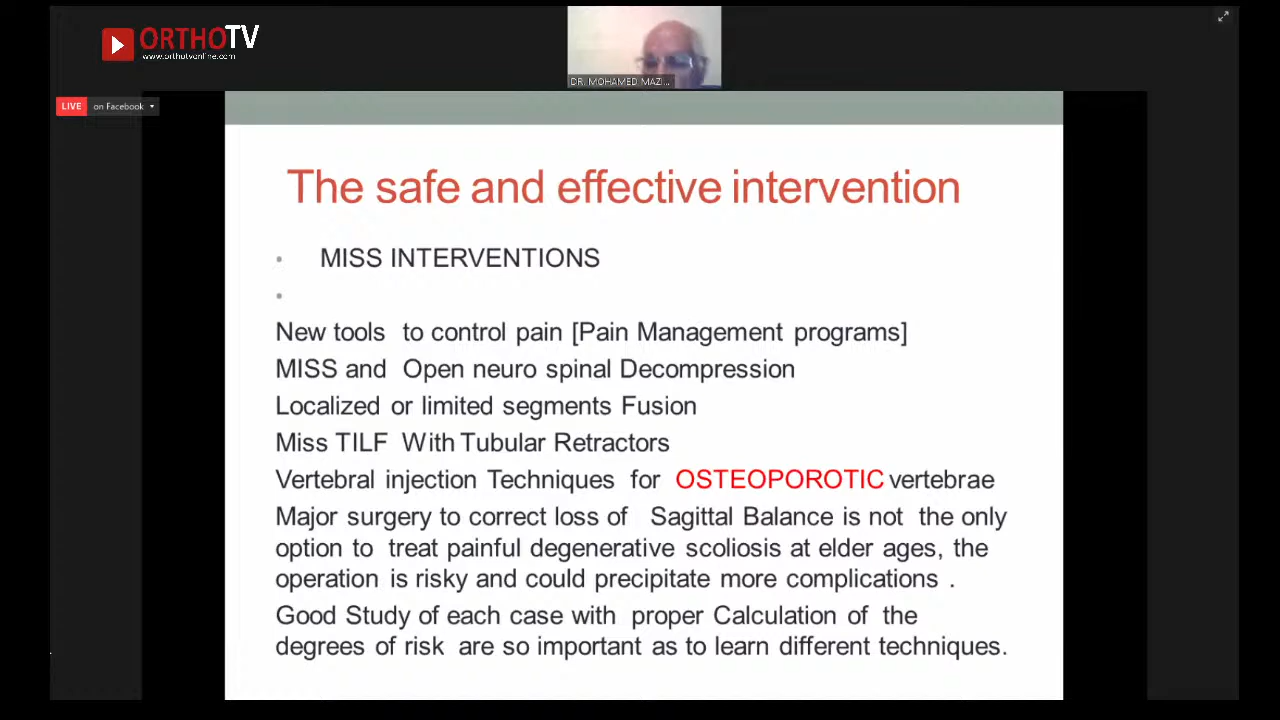 ORTHOTV
www.orthotvonline.com
DR. MOHAMED MAZI...
LIVE on Facebook
The safe and effective intervention
• MISS INTERVENTIONS
•
New tools to control pain [Pain Management programs]
MISS and Open neuro spinal Decompression
Localized or limited segments Fusion
Miss TILF With Tubular Retractors
Vertebral injection Techniques for OSTEOPOROTIC vertebrae
Major surgery to correct loss of Sagittal Balance is not the only
option to treat painful degenerative scoliosis at elder ages, the
operation is risky and could precipitate more complications .
Good Study of each case with proper Calculation of the
degrees of risk are so important as to learn different techniques.